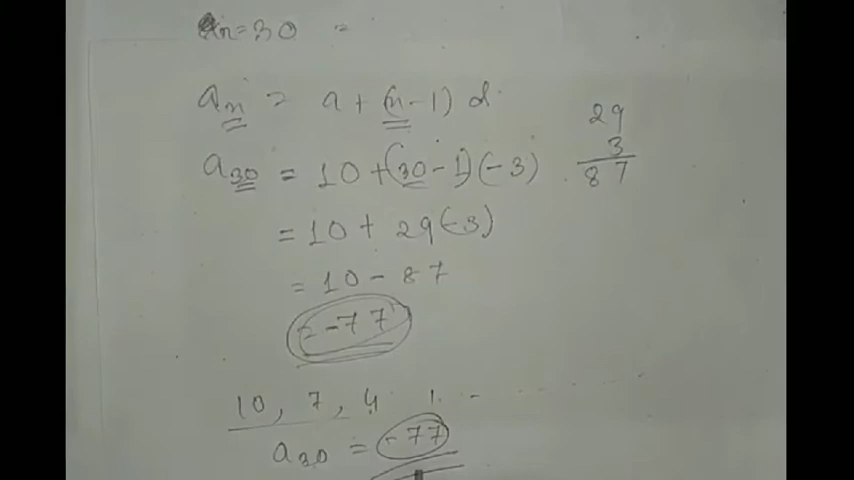 n=30 =
aₙ = a + (n-1) d
a₃₀ = 10 + (30-1)(-3)
29
3
87
= 10 + 29(-3)
= 10 - 87
= -77
10, 7, 4, 1 ...
a₃₀ = -77